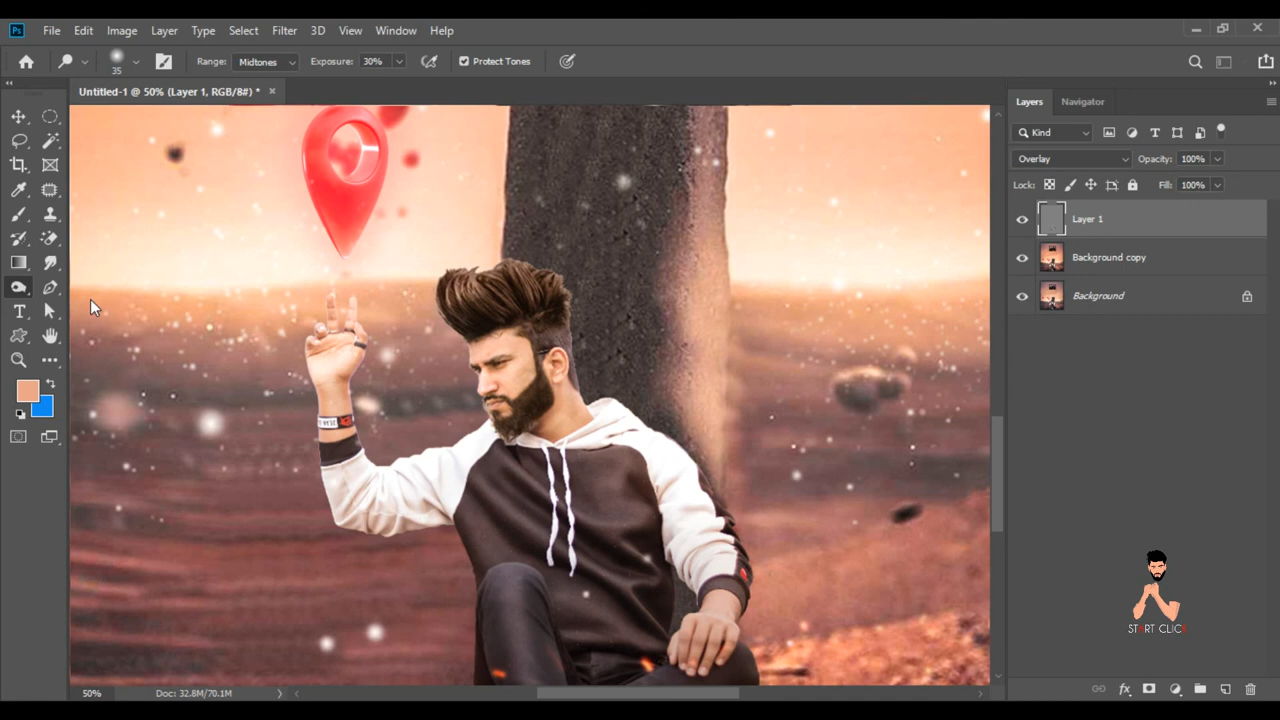 Ps File Edit Image Layer Type Select Filter 3D View Window Help
35 Range: Midtones Exposure: 30% Protect Tones
Untitled-1 @ 50% (Layer 1, RGB/8#) *
Layers Navigator
Kind
Overlay Opacity: 100%
Lock: Fill: 100%
Layer 1
Background copy
Background
START CLICK
50% Doc: 32.8M/70.1M